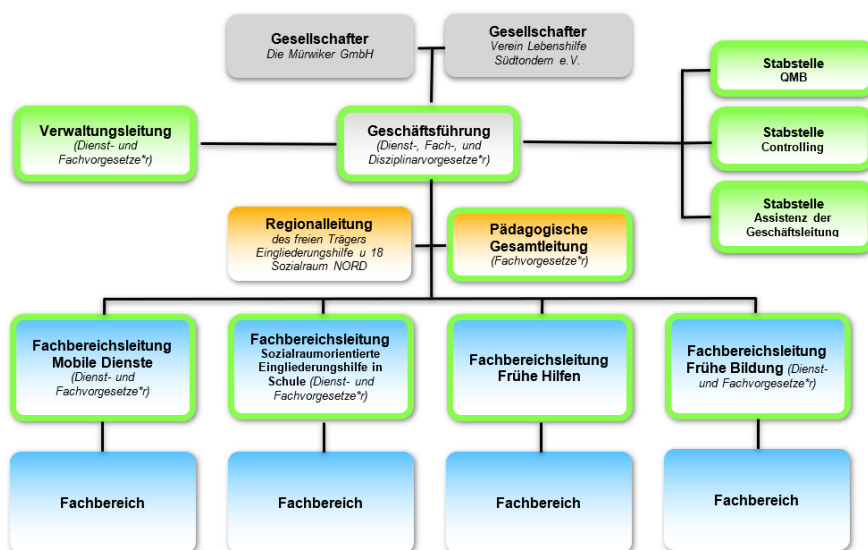 Gesellschafter
Die Mürwiker GmbH
Gesellschafter
Verein Lebenshilfe
Südtondern e.V.
Stabstelle
QMB
Verwaltungsleitung
(Dienst- und
Fachvorgesetze*r)
Geschäftsführung
(Dienst-, Fach-, und
Disziplinarvorgesetze*r)
Stabstelle
Controlling
Stabstelle
Assistenz der
Geschäftsleitung
Regionalleitung
des freien Trägers
Eingliederungshilfe u 18
Sozialraum NORD
Pädagogische
Gesamtleitung
(Fachvorgesetze*r)
Fachbereichsleitung
Mobile Dienste
(Dienst- und
Fachvorgesetze*r)
Fachbereichsleitung
Sozialraumorientierte
Eingliederungshilfe in
Schule (Dienst- und
Fachvorgesetze*r)
Fachbereichsleitung
Frühe Hilfen
Fachbereichsleitung
Frühe Bildung (Dienst-
und Fachvorgesetze*r)
Fachbereich
Fachbereich
Fachbereich
Fachbereich